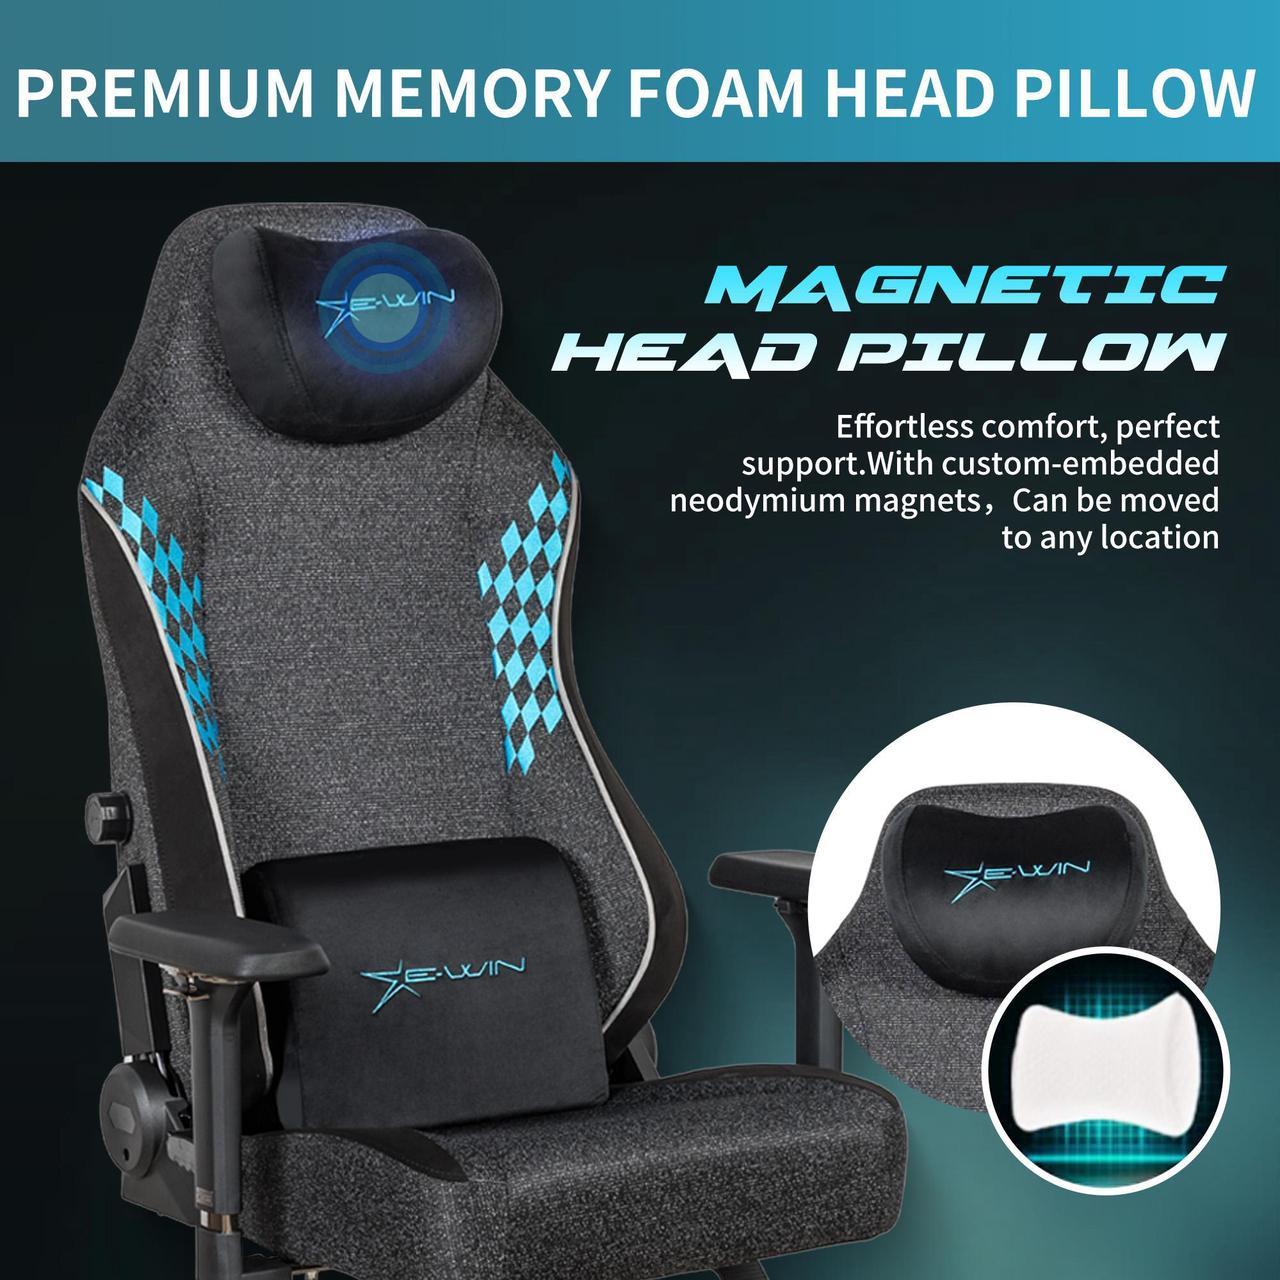 PREMIUM MEMORY FOAM HEAD PILLOW
MAGNETIC
HEAD PILLOW
Effortless comfort, perfect
support.With custom-embedded
neodymium magnets，Can be moved
to any location
E-WIN
E-WIN
E-WIN